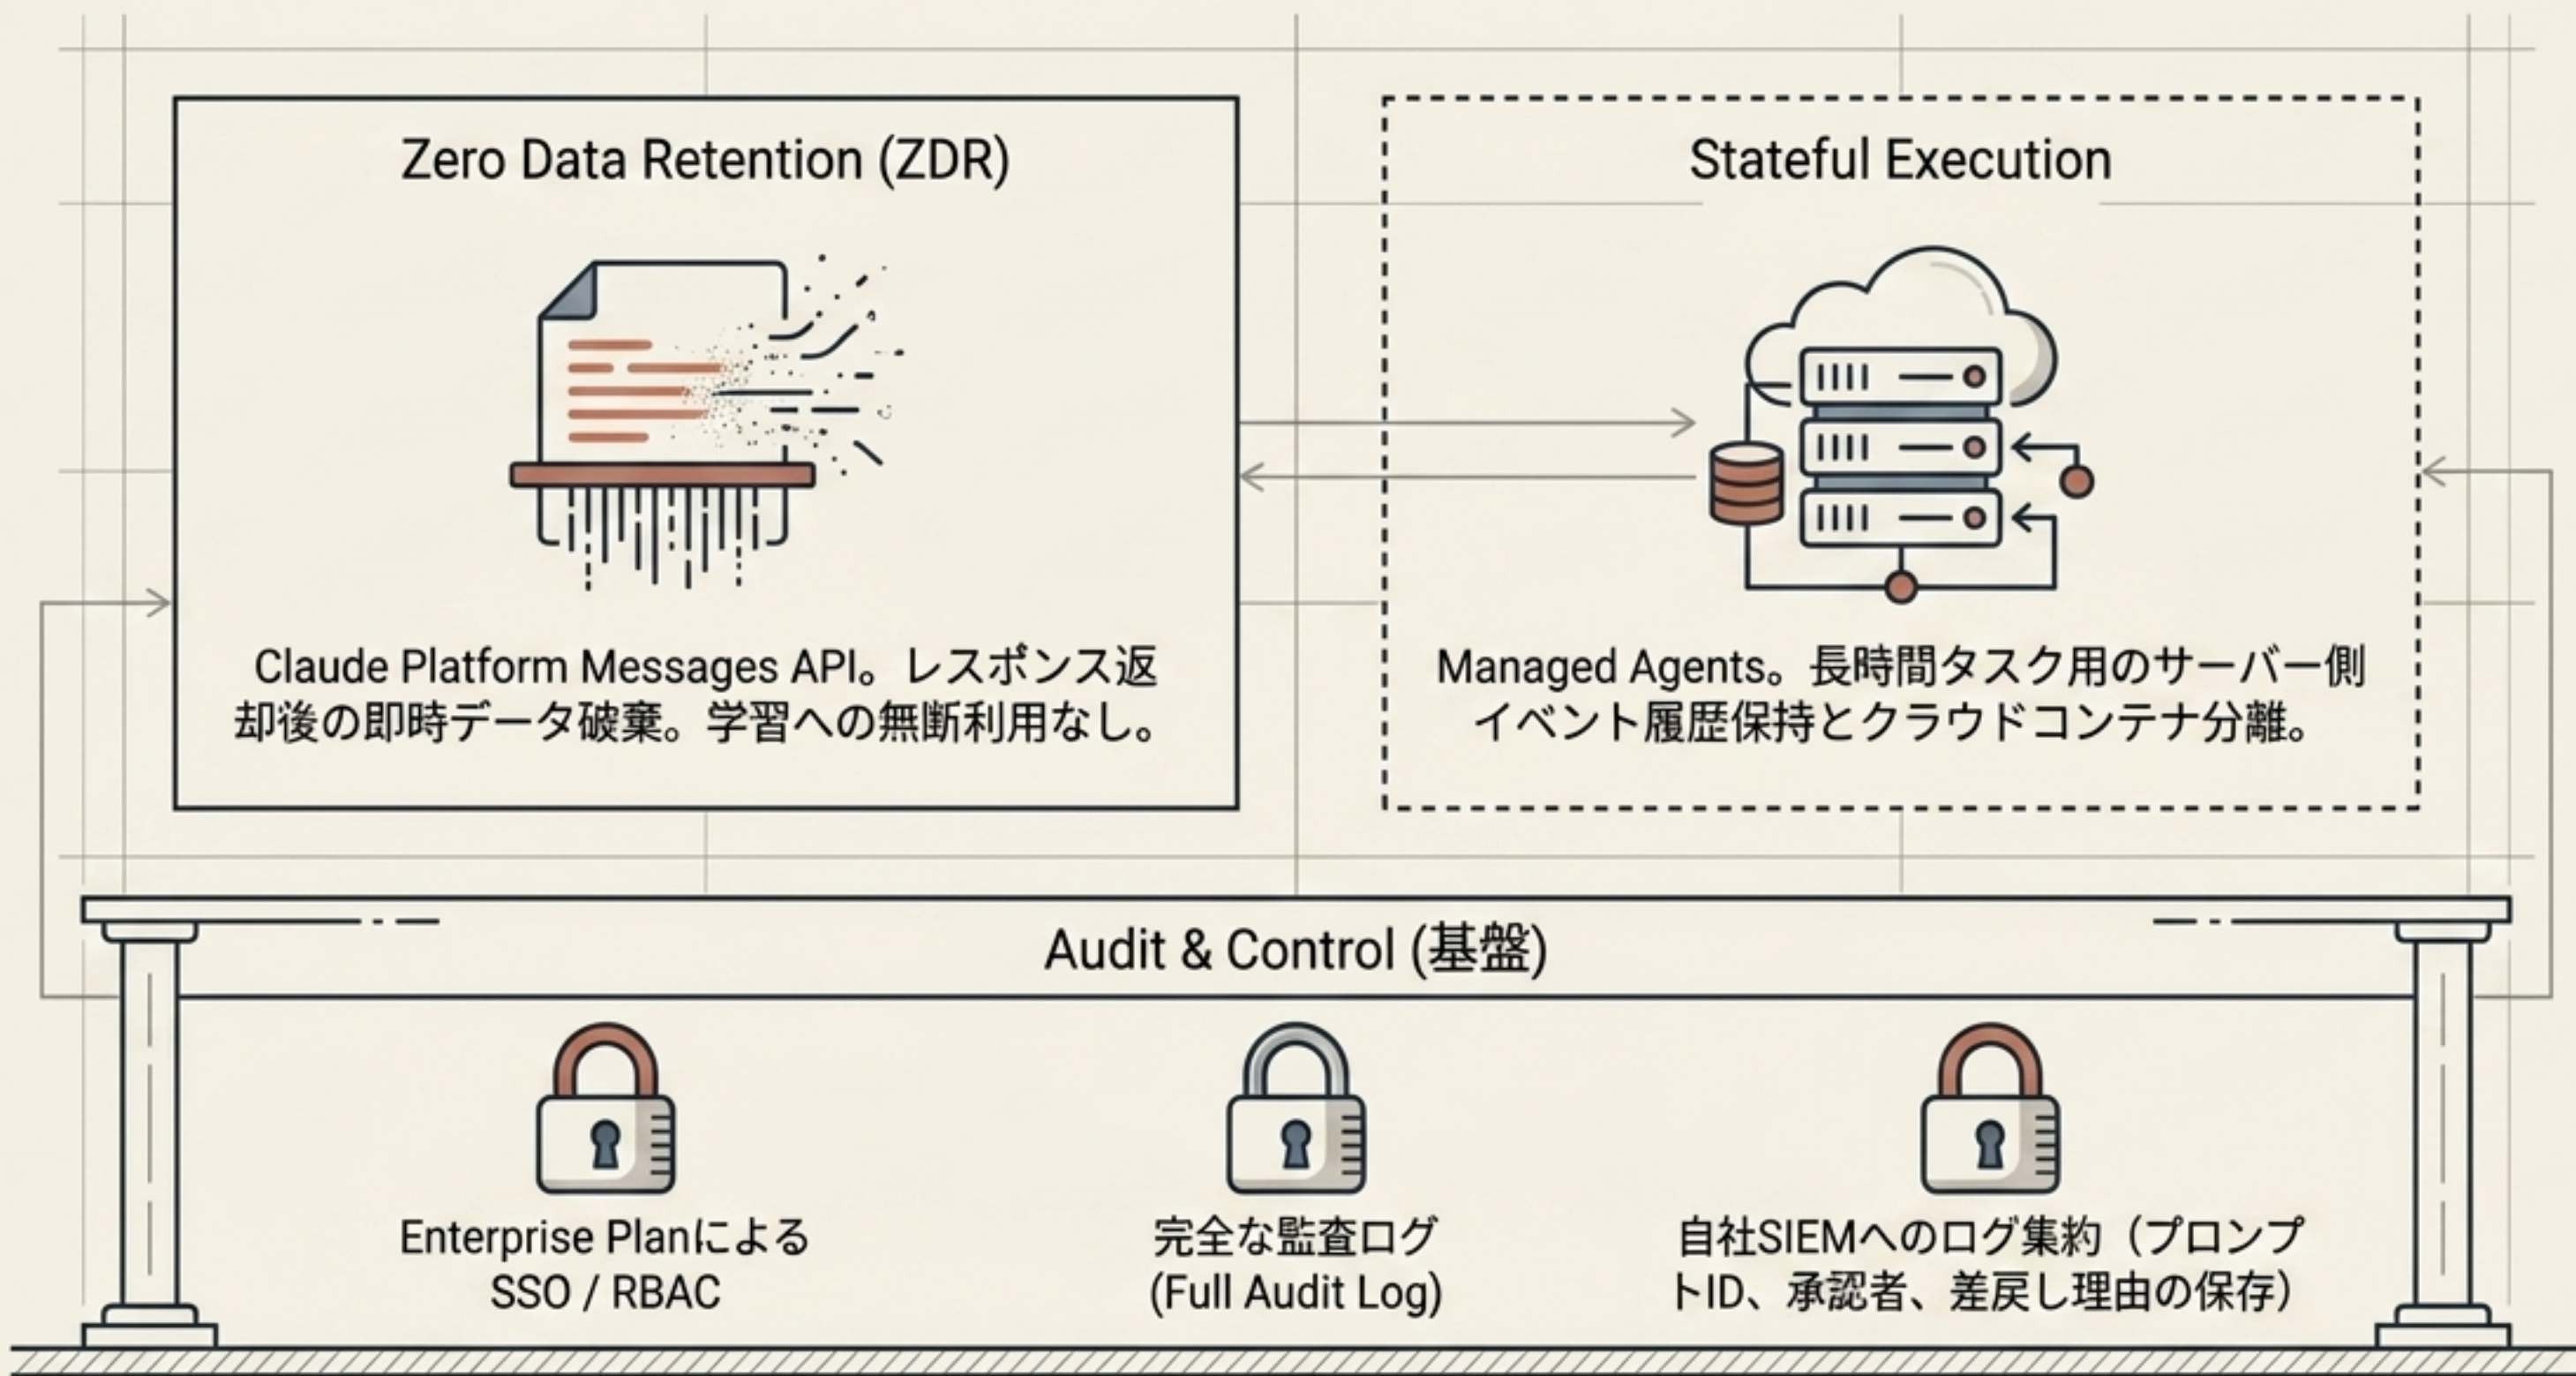 Zero Data Retention (ZDR)
Claude Platform Messages API。レスポンス返
却後の即時データ破棄。学習への無断利用なし。
Stateful Execution
Managed Agents。長時間タスク用のサーバー側
イベント履歴保持とクラウドコンテナ分離。
Audit & Control (基盤)
Enterprise Planによる
SSO / RBAC
完全な監査ログ
(Full Audit Log)
自社SIEMへのログ集約（プロンプ
トID、承認者、差戻し理由の保存）